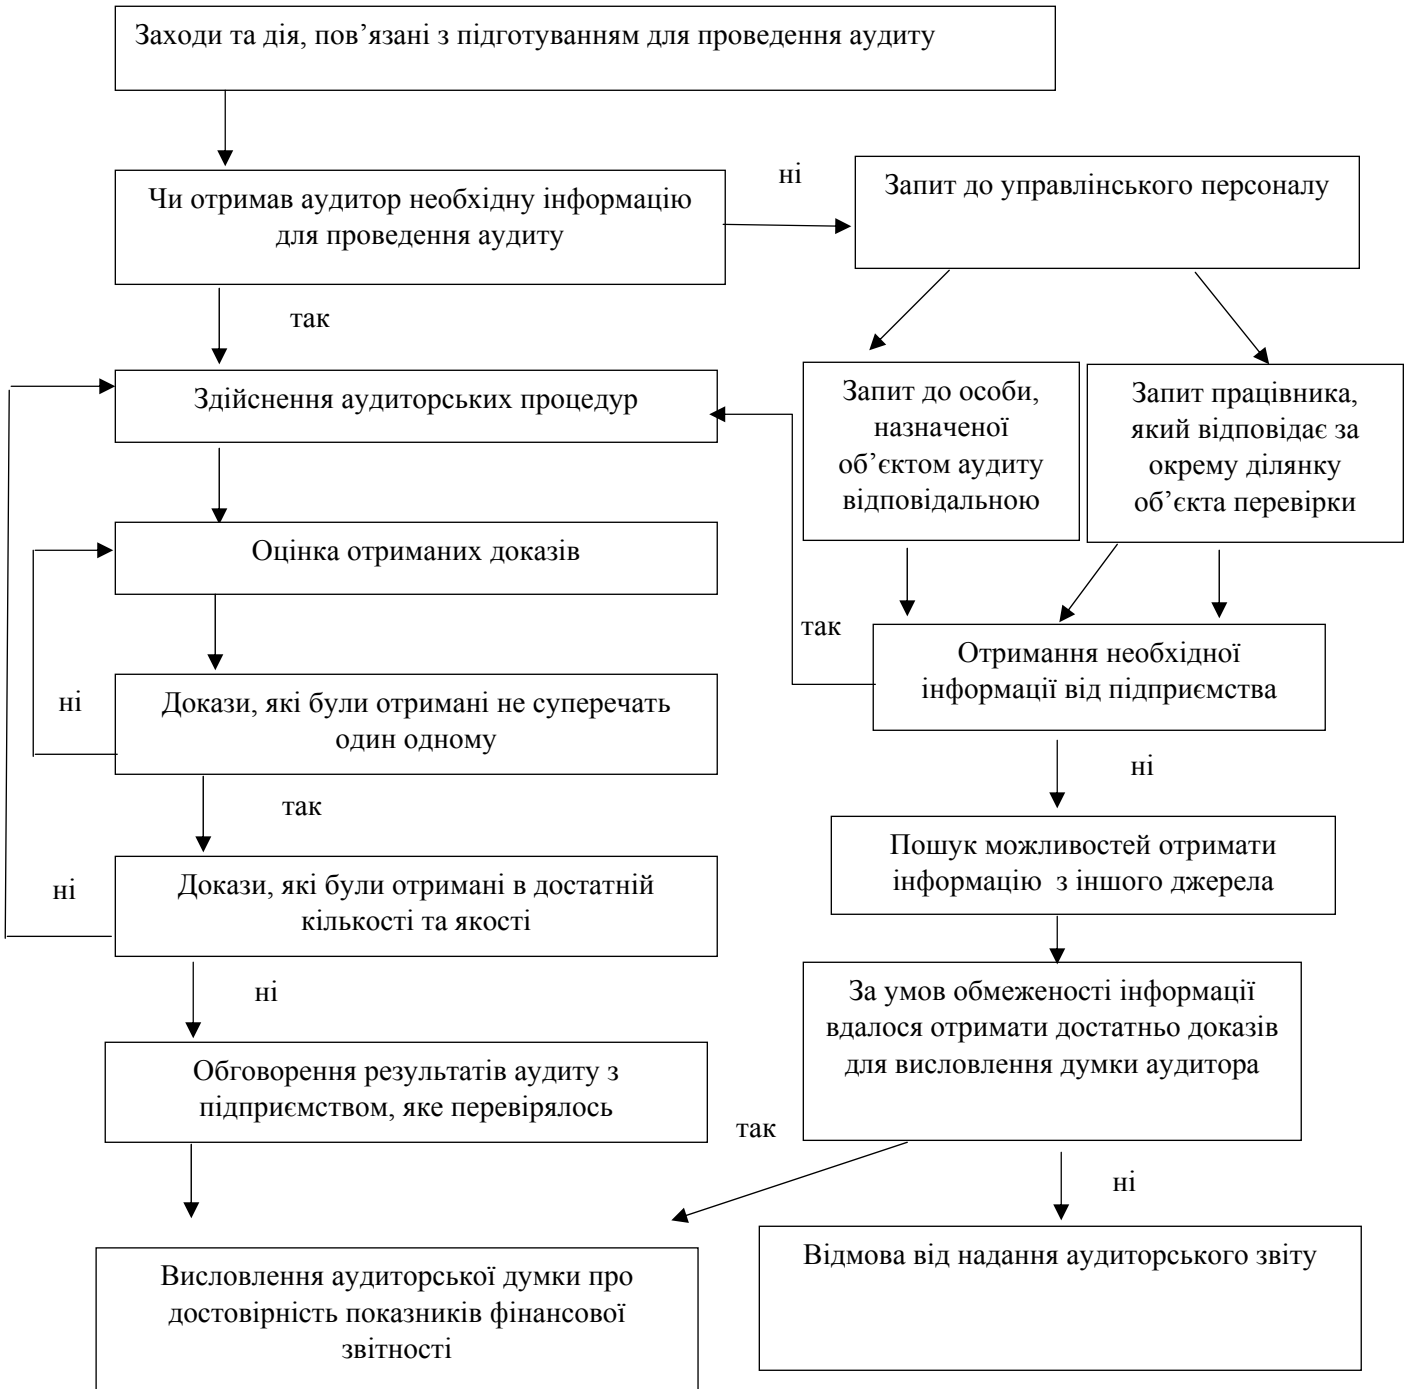 Заходи та дія, пов’язані з підготуванням для проведення аудиту
Чи отримав аудитор необхідну інформацію
для проведення аудиту
ні
Запит до управлінського персоналу
так
Здійснення аудиторських процедур
Запит до особи,
назначеної
об’єктом аудиту
відповідальною
Запит працівника,
який відповідає за
окрему ділянку
об’єкта перевірки
Оцінка отриманих доказів
так
Отримання необхідної
інформації від підприємства
ні
Докази, які були отримані не суперечать
один одному
ні
так
Пошук можливостей отримати
інформацію з іншого джерела
ні
Докази, які були отримані в достатній
кількості та якості
ні
За умов обмеженості інформації
вдалося отримати достатньо доказів
для висловлення думки аудитора
Обговорення результатів аудиту з
підприємством, яке перевірялось
так
ні
Висловлення аудиторської думки про
достовірність показників фінансової
звітності
Відмова від надання аудиторського звіту